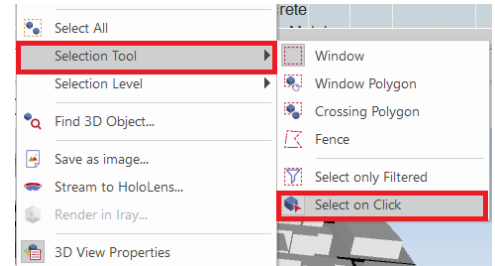 rete
Select All
Selection Tool
Selection Level
Find 3D Object...
Save as image...
Stream to HoloLens...
Render in Iray...
3D View Properties
Window
Window Polygon
Crossing Polygon
Fence
Select only Filtered
Select on Click